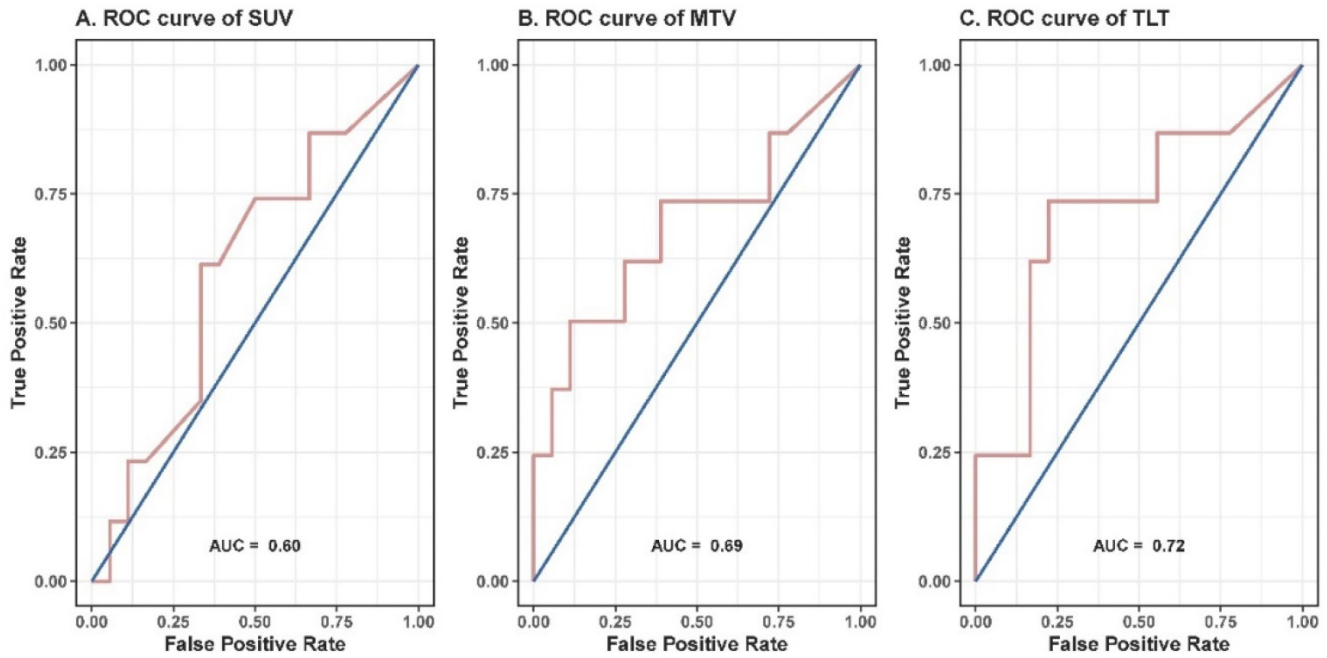 A. ROC curve of SUV
1.00
0.75
0.50
0.25
0.00
True Positive Rate
AUC = 0.60
0.00 0.25 0.50 0.75 1.00
False Positive Rate
B. ROC curve of MTV
1.00
0.75
0.50
0.25
0.00
True Positive Rate
AUC = 0.69
0.00 0.25 0.50 0.75 1.00
False Positive Rate
C. ROC curve of TLT
1.00
0.75
0.50
0.25
0.00
True Positive Rate
AUC = 0.72
0.00 0.25 0.50 0.75 1.00
False Positive Rate